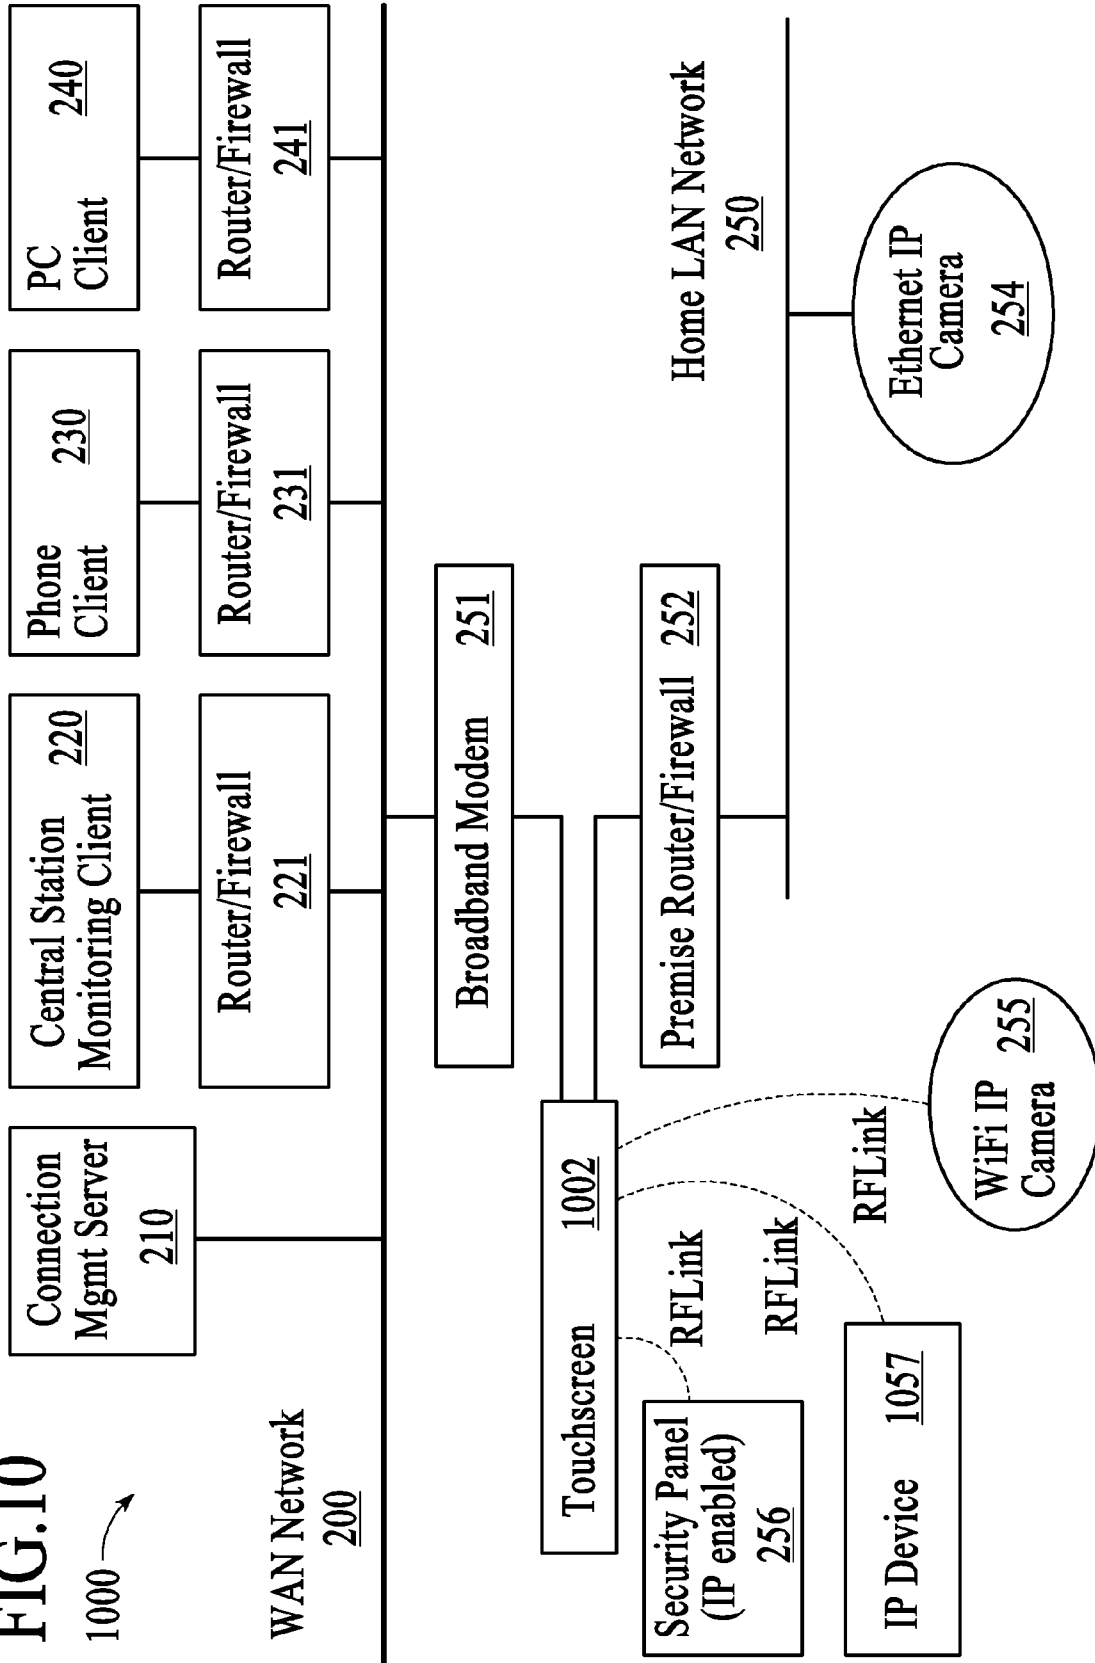 FIG.10
1000
Connection
Mgmt Server
210
Central Station
Monitoring Client
220
Phone
Client
230
PC
Client
240
Router/Firewall
221
Router/Firewall
231
Router/Firewall
241
WAN Network
200
Broadband Modem 251
Touchscreen 1002
Premise Router/Firewall 252
Home LAN Network
250
Security Panel
(IP enabled)
256
RFLink
RFLink
RFLink
IP Device 1057
WiFi IP
Camera
255
Ethernet IP
Camera
254